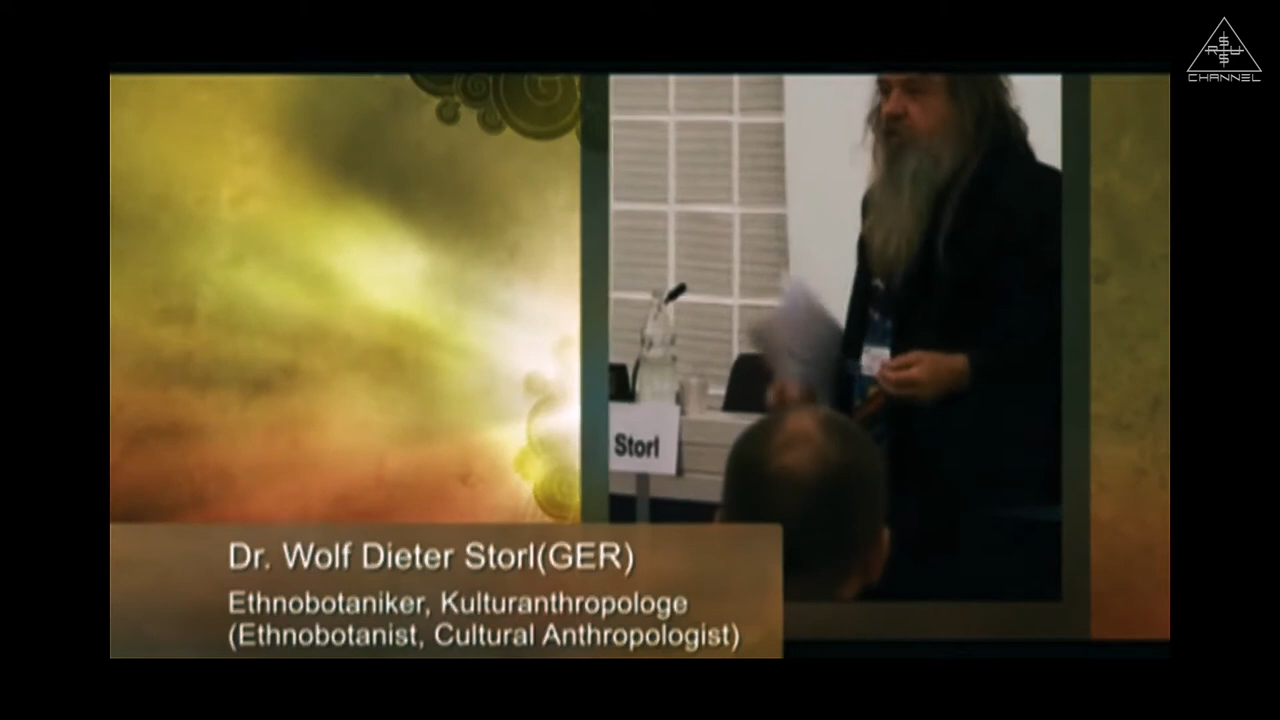 CHANNEL
Storl
Dr. Wolf Dieter Storl(GER)
Ethnobotaniker, Kulturanthropologe
(Ethnobotanist, Cultural Anthropologist)